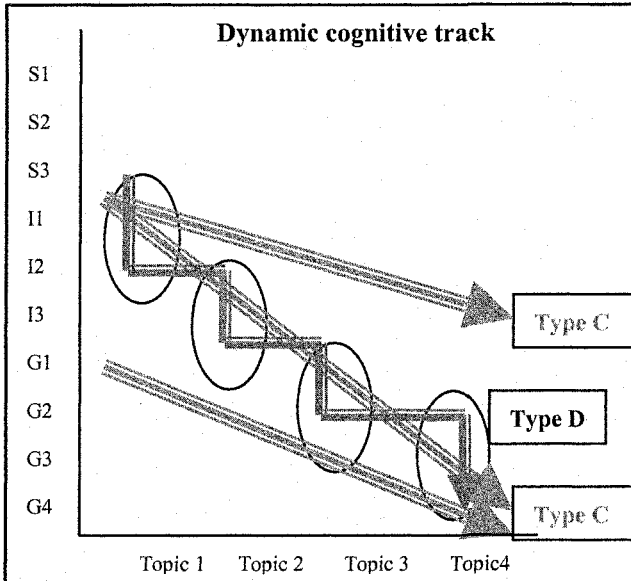 Dynamic cognitive track
S1
S2
S3
I1
I2
I3
G1
G2
G3
G4
Type C
Type D
Type C
Topic 1 Topic 2 Topic 3 Topic4